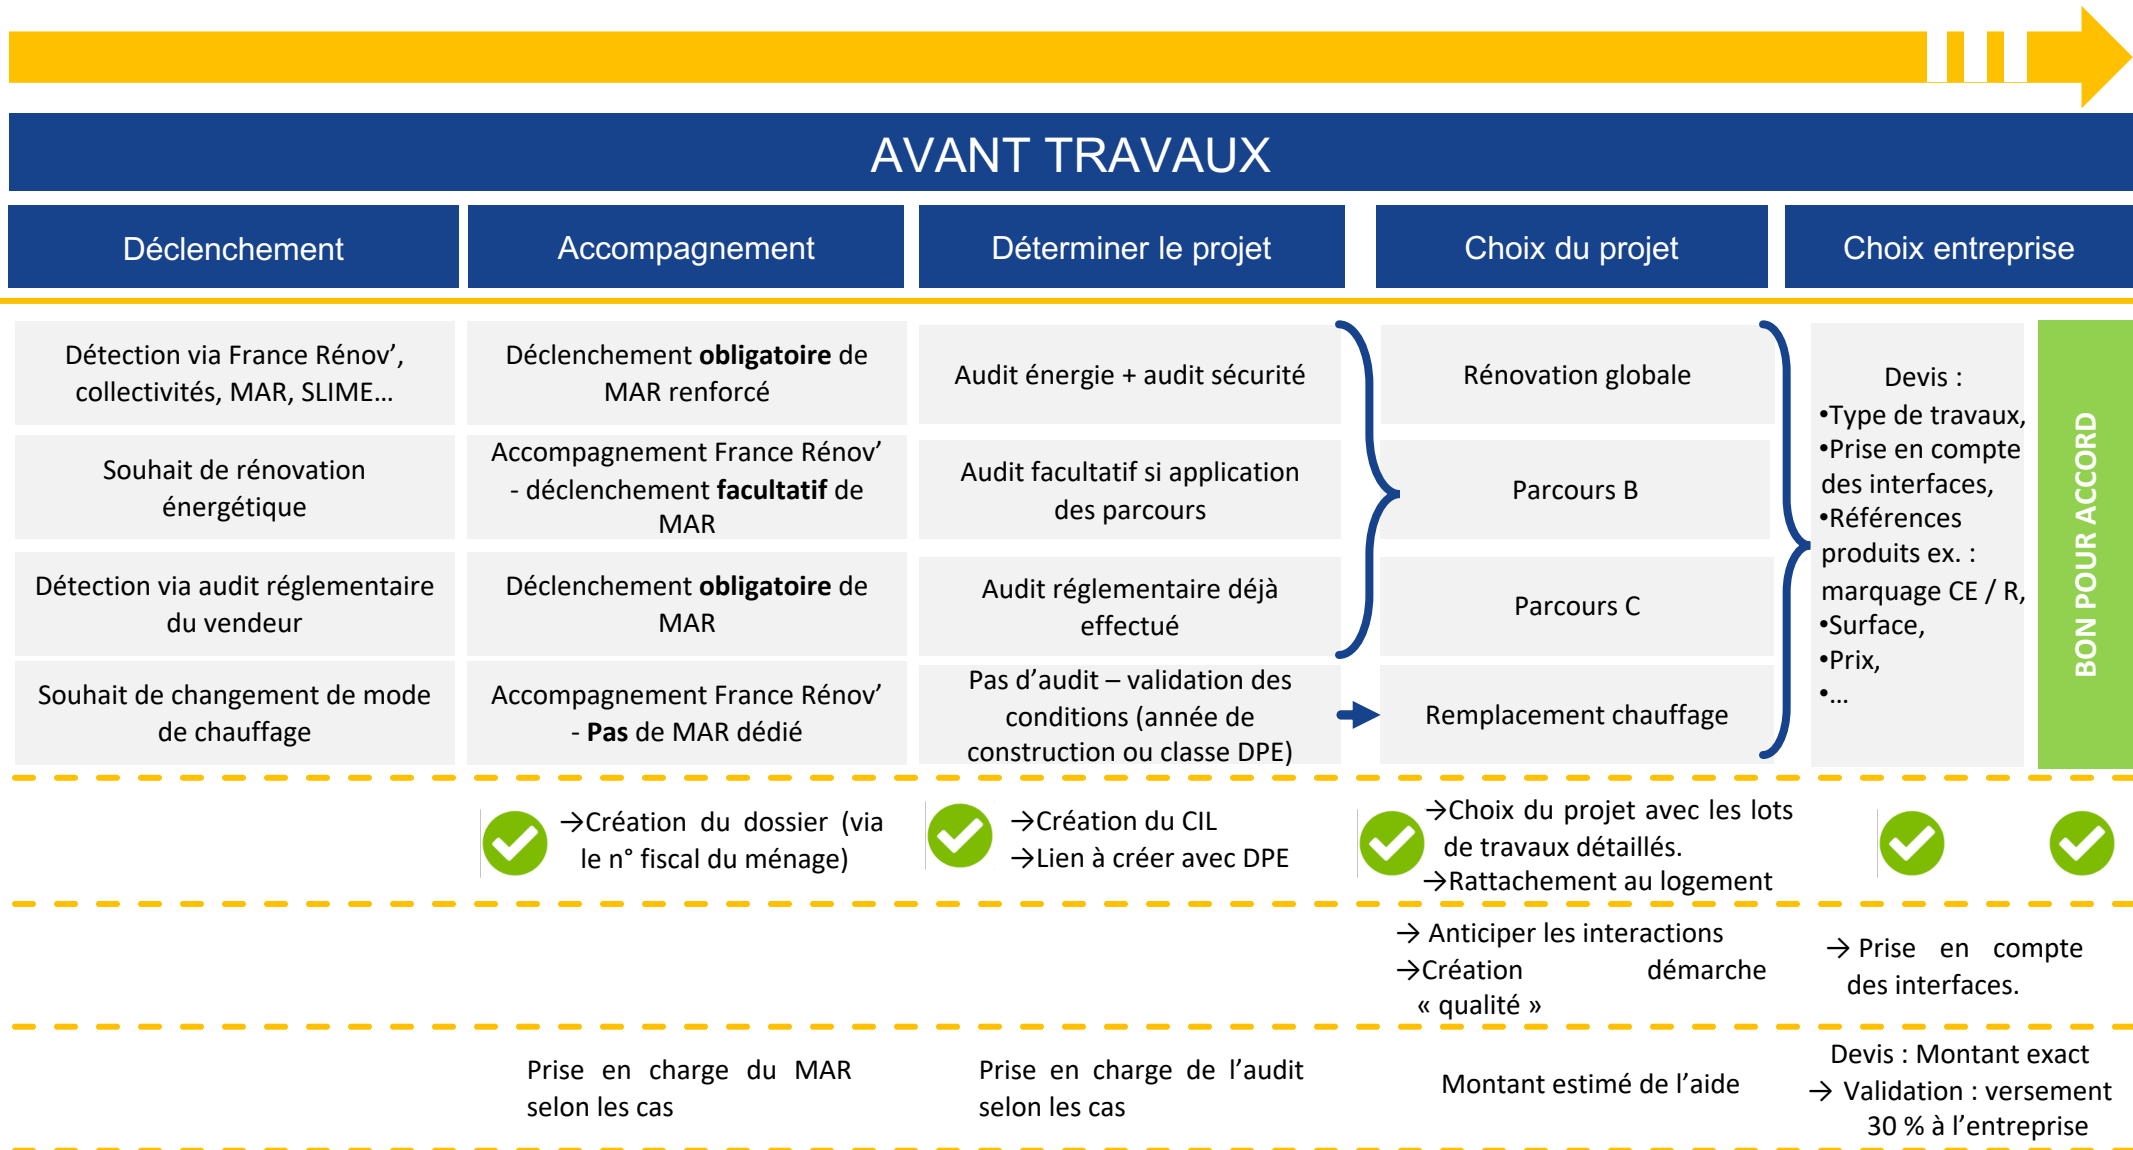 AVANT TRAVAUX
Déclenchement
Accompagnement
Déterminer le projet
Choix du projet
Choix entreprise
Détection via France Rénov’,
collectivités, MAR, SLIME…
Déclenchement obligatoire de
MAR renforcé
Audit énergie + audit sécurité
Rénovation globale
Souhait de rénovation
énergétique
Accompagnement France Rénov’
- déclenchement facultatif de
MAR
Audit facultatif si application
des parcours
Parcours B
Détection via audit réglementaire
du vendeur
Déclenchement obligatoire de
MAR
Audit réglementaire déjà
effectué
Parcours C
Souhait de changement de mode
de chauffage
Accompagnement France Rénov’
- Pas de MAR dédié
Pas d’audit – validation des
conditions (année de
construction ou classe DPE)
Remplacement chauffage
Devis :
•Type de travaux,
•Prise en compte
des interfaces,
•Références
produits ex. :
marquage CE / R,
•Surface,
•Prix,
•…
BON POUR ACCORD
→Création du dossier (via
le n° fiscal du ménage)
→Création du CIL
→Lien à créer avec DPE
→Choix du projet avec les lots
de travaux détaillés.
→Rattachement au logement
→ Anticiper les interactions
→Création démarche
« qualité »
→ Prise en compte
des interfaces.
Prise en charge du MAR
selon les cas
Prise en charge de l’audit
selon les cas
Montant estimé de l’aide
Devis : Montant exact
→ Validation : versement
30 % à l’entreprise